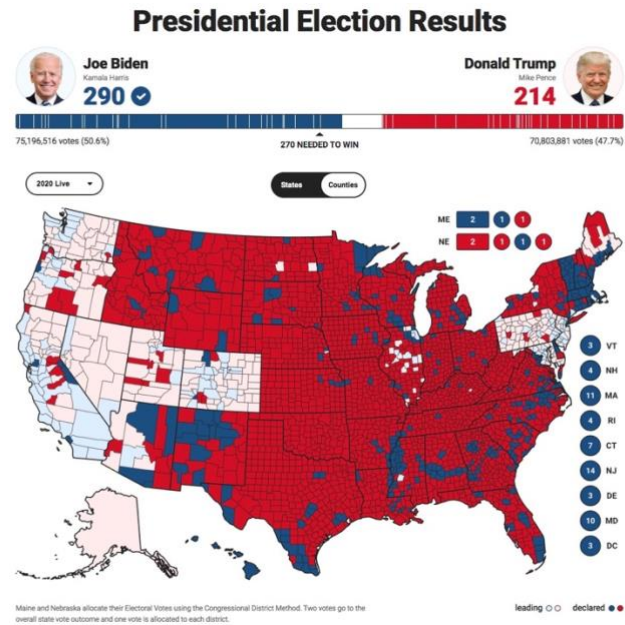 Presidential Election Results
Joe Biden
Kamala Harris
290
Donald Trump
Mike Pence
214
75,196,516 votes (50.6%)
270 NEEDED TO WIN
70,803,881 votes (47.7%)
2020 Live
States
Counties
ME 2 1 1
NE 2 1 1 1
3 VT
4 NH
11 MA
4 RI
7 CT
14 NJ
3 DE
10 MD
3 DC
Maine and Nebraska allocate their Electoral Votes using the Congressional District Method. Two votes go to the
overall state vote outcome and one vote is allocated to each district.
leading declared